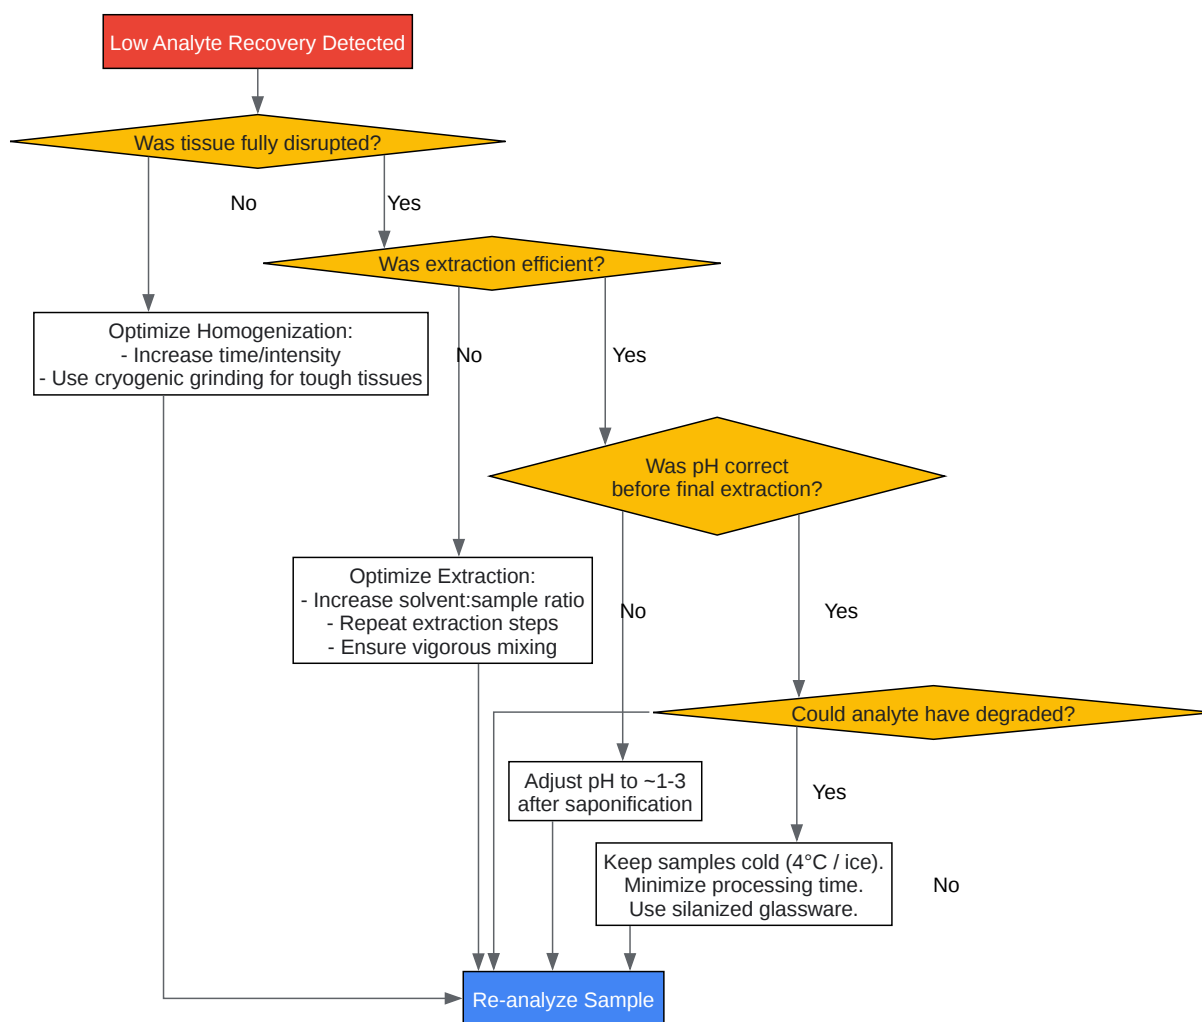 Low Analyte Recovery Detected
Was tissue fully disrupted?
No
Yes
Was extraction efficient?
Optimize Homogenization:
- Increase time/intensity
- Use cryogenic grinding for tough tissues
No
Yes
Was pH correct
before final extraction?
Optimize Extraction:
- Increase solvent:sample ratio
- Repeat extraction steps
- Ensure vigorous mixing
No
Yes
Could analyte have degraded?
Adjust pH to ~1-3
after saponification
Yes
Keep samples cold (4°C / ice).
Minimize processing time.
Use silanized glassware.
No
Re-analyze Sample